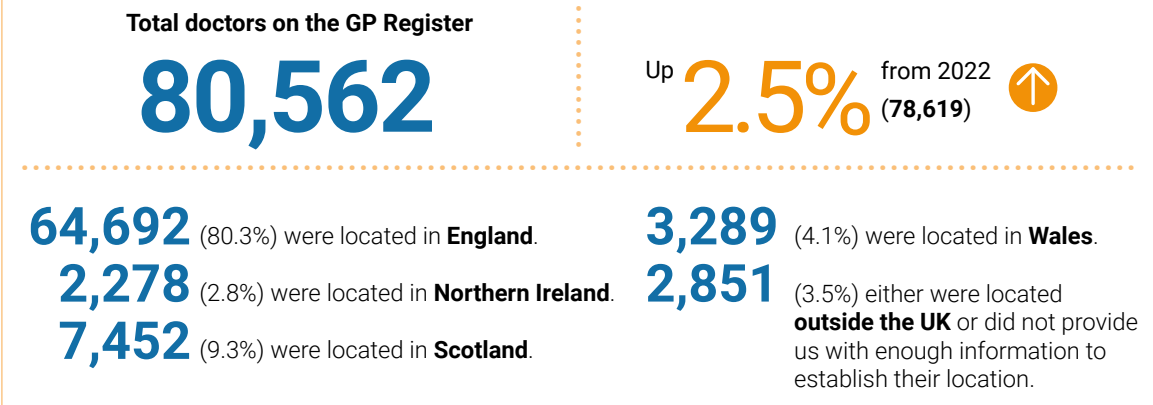 Total doctors on the GP Register
80,562
Up 2.5% from 2022
(78,619)
64,692 (80.3%) were located in England.
2,278 (2.8%) were located in Northern Ireland.
7,452 (9.3%) were located in Scotland.
3,289 (4.1%) were located in Wales.
2,851 (3.5%) either were located
outside the UK or did not provide
us with enough information to
establish their location.